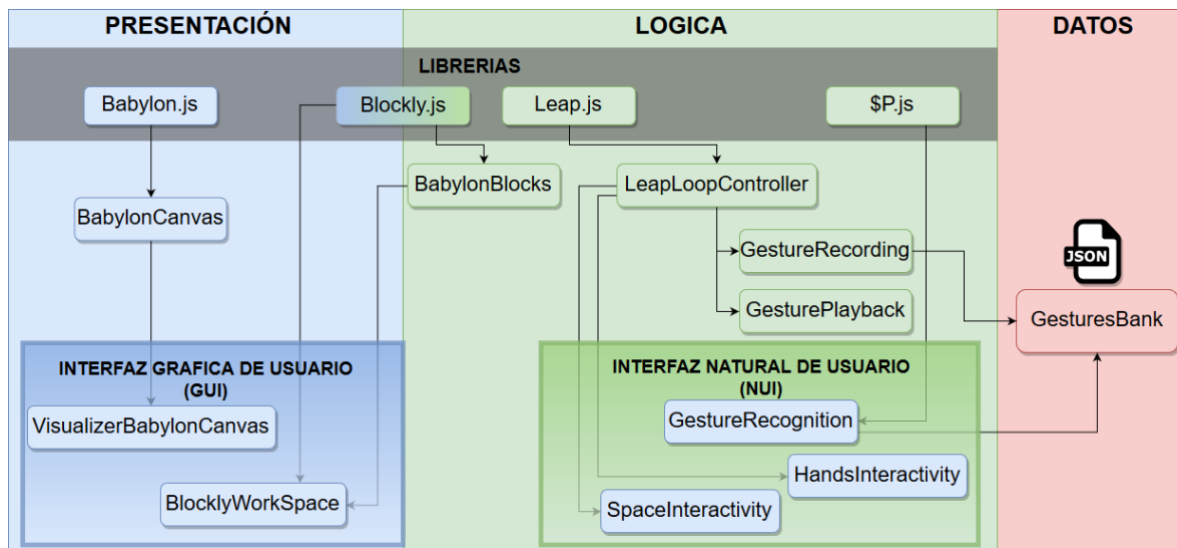 PRESENTACIÓN
LOGICA
DATOS
LIBRERIAS
Babylon.js
Blockly.js
Leap.js
$P.js
BabylonBlocks
LeapLoopController
BabylonCanvas
GestureRecording
JSON
GesturePlayback
GesturesBank
INTERFAZ GRAFICA DE USUARIO
(GUI)
VisualizerBabylonCanvas
BlocklyWorkSpace
INTERFAZ NATURAL DE USUARIO
(NUI)
GestureRecognition
HandsInteractivity
SpaceInteractivity